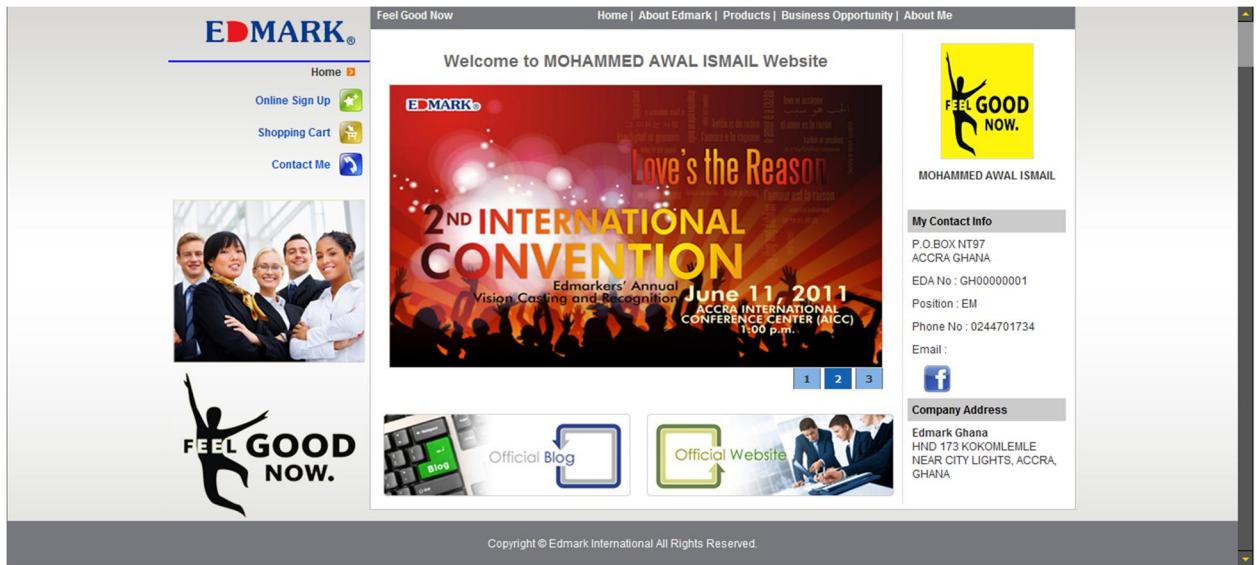 EDMARK®
Home
Online Sign Up
Shopping Cart
Contact Me
FEEL GOOD
NOW.
Feel Good Now
Home | About Edmark | Products | Business Opportunity | About Me
Welcome to MOHAMMED AWAL ISMAIL Website
EDMARK®
Love's the Reason
l'amour est la raison
2ND INTERNATIONAL
CONVENTION
Edmarkers' Annual
Vision Casting and Recognition
June 11, 2011
ACCRA INTERNATIONAL
CONFERENCE CENTER (AICC)
1:00 p.m.
1 2 3
Blog
Official Blog
Official Website
FEEL GOOD
NOW.
MOHAMMED AWAL ISMAIL
My Contact Info
P.O.BOX NT97
ACCRA GHANA
EDA No : GH00000001
Position : EM
Phone No : 0244701734
Email :
Company Address
Edmark Ghana
HND 173 KOKOMLEMLE
NEAR CITY LIGHTS, ACCRA,
GHANA
Copyright © Edmark International All Rights Reserved.